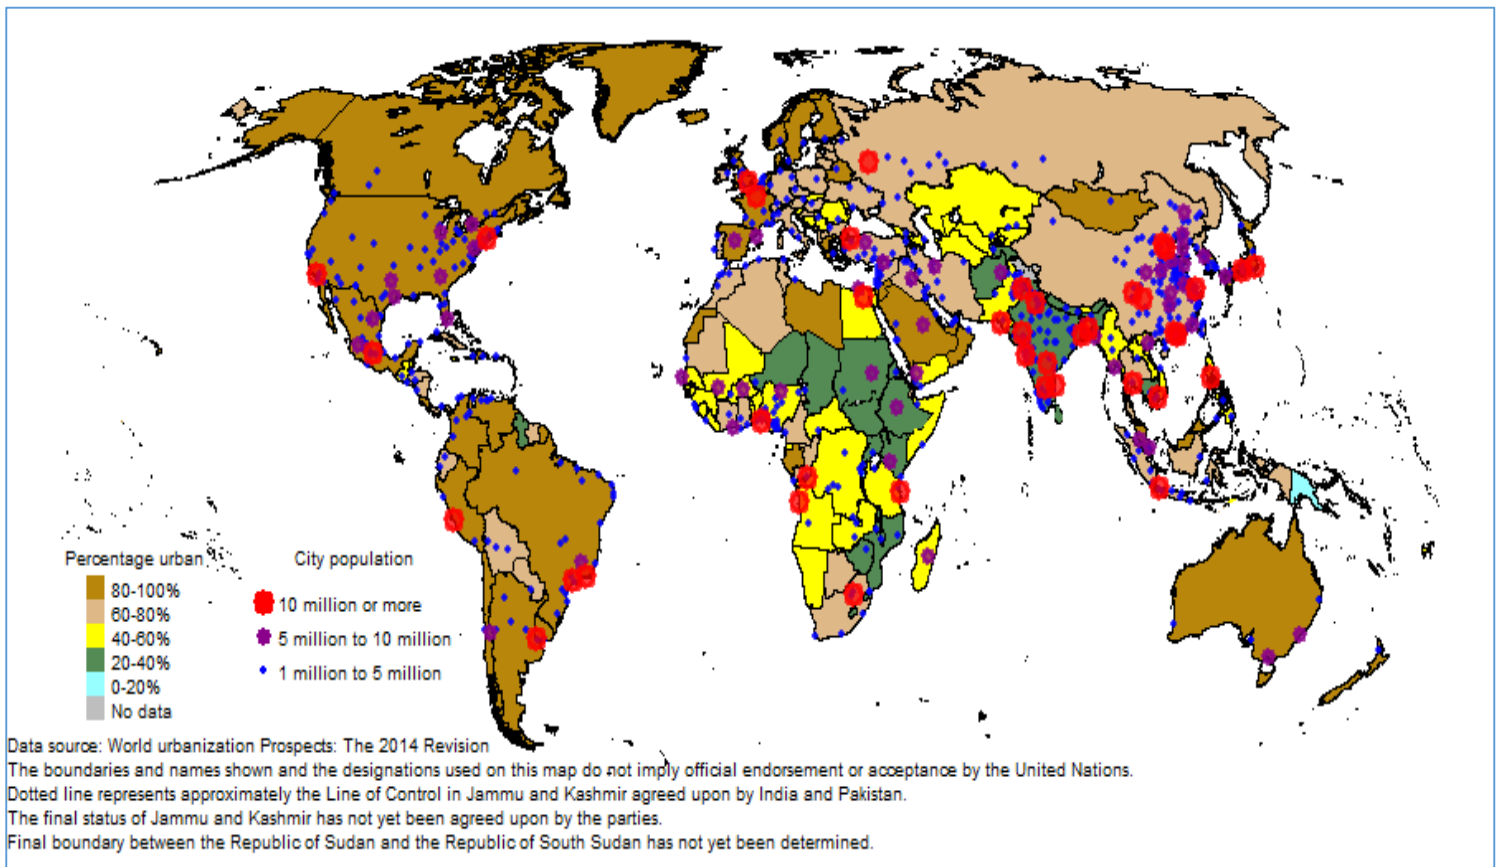 Percentage urban
80-100%
60-80%
40-60%
20-40%
0-20%
No data
City population
10 million or more
5 million to 10 million
1 million to 5 million
Data source: World urbanization Prospects: The 2014 Revision
The boundaries and names shown and the designations used on this map do not imply official endorsement or acceptance by the United Nations.
Dotted line represents approximately the Line of Control in Jammu and Kashmir agreed upon by India and Pakistan.
The final status of Jammu and Kashmir has not yet been agreed upon by the parties.
Final boundary between the Republic of Sudan and the Republic of South Sudan has not yet been determined.